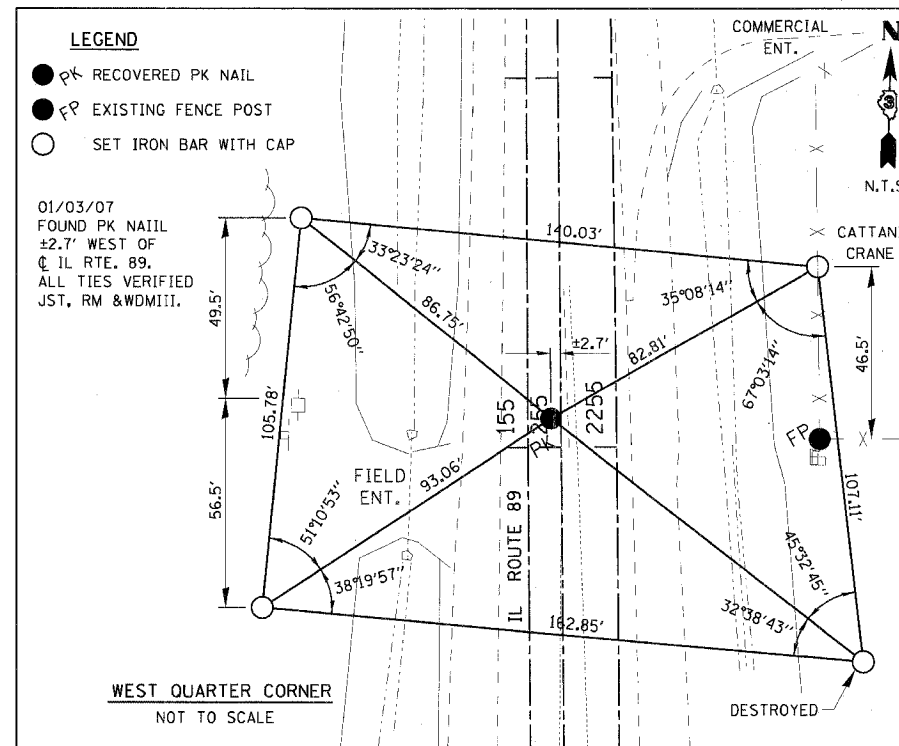 LEGEND
PK RECOVERED PK NAIL
FP EXISTING FENCE POST
SET IRON BAR WITH CAP
01/03/07
FOUND PK NAIIL
±2.7' WEST OF
℄ IL RTE. 89.
ALL TIES VERIFIED
JST, RM &WDMIII.
COMMERCIAL
ENT.
N
3
N.T.S
CATTANI
CRANE
140.03'
33°23'24"
56°42'50"
86.75'
35°08'14"
82.81'
67°03'14"
±2.7'
49.5'
46.5'
105.78'
155
2255
PK
FP
FIELD
ENT.
93.06'
56.5'
51°10'53"
38°19'57"
IL ROUTE 89
107.11'
45°32'45"
32°38'43"
162.85'
WEST QUARTER CORNER
NOT TO SCALE
DESTROYED